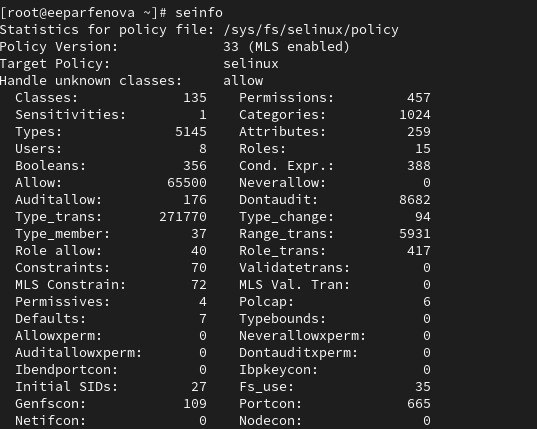 [root@eeparfenova ~]# seinfo
Statistics for policy file: /sys/fs/selinux/policy
Policy Version:             33 (MLS enabled)
Target Policy:              selinux
Handle unknown classes:     allow
  Classes:             135    Permissions:         457
  Sensitivities:         1    Categories:         1024
  Types:              5145    Attributes:          259
  Users:                 8    Roles:                15
  Booleans:            356    Cond. Expr.:         388
  Allow:             65500    Neverallow:            0
  Auditallow:          176    Dontaudit:          8682
  Type_trans:       271770    Type_change:          94
  Type_member:          37    Range_trans:        5931
  Role allow:           40    Role_trans:          417
  Constraints:          70    Validatetrans:         0
  MLS Constrain:        72    MLS Val. Tran:         0
  Permissives:           4    Polcap:                6
  Defaults:              7    Typebounds:            0
  Allowxperm:            0    Neverallowxperm:       0
  Auditallowxperm:       0    Dontauditxperm:        0
  Ibendportcon:          0    Ibpkeycon:             0
  Initial SIDs:         27    Fs_use:               35
  Genfscon:            109    Portcon:             665
  Netifcon:              0    Nodecon:               0